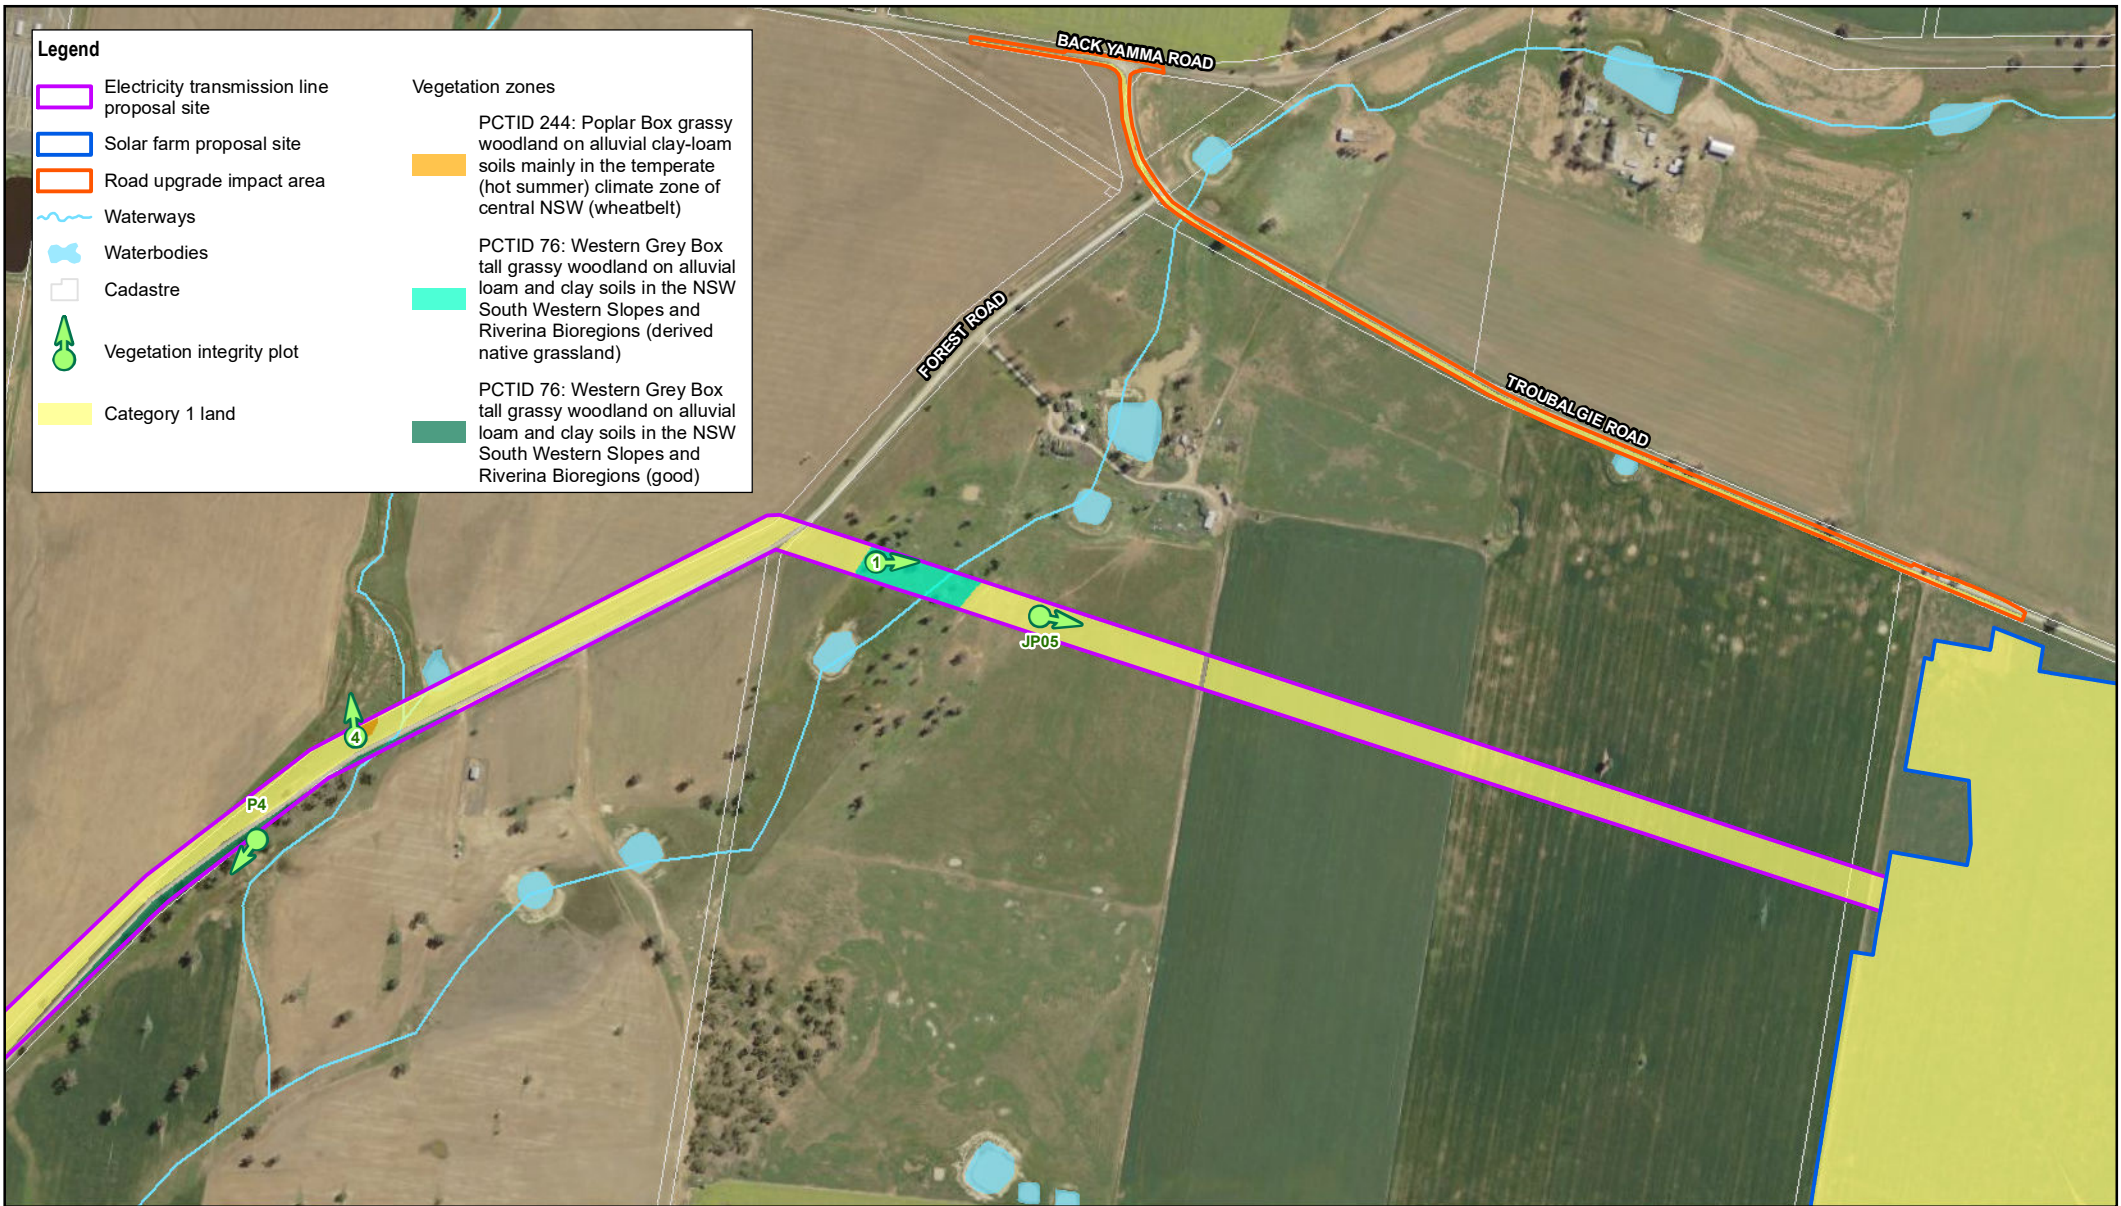 Legend
Electricity transmission line
proposal site
Solar farm proposal site
Road upgrade impact area
Waterways
Waterbodies
Cadastre
Vegetation integrity plot
Category 1 land
Vegetation zones
PCTID 244: Poplar Box grassy
woodland on alluvial clay-loam
soils mainly in the temperate
(hot summer) climate zone of
central NSW (wheatbelt)
PCTID 76: Western Grey Box
tall grassy woodland on alluvial
loam and clay soils in the NSW
South Western Slopes and
Riverina Bioregions (derived
native grassland)
PCTID 76: Western Grey Box
tall grassy woodland on alluvial
loam and clay soils in the NSW
South Western Slopes and
Riverina Bioregions (good)
BACK YAMMA ROAD
FOREST ROAD
TROUBALGIE ROAD
1
JP05
4
P4